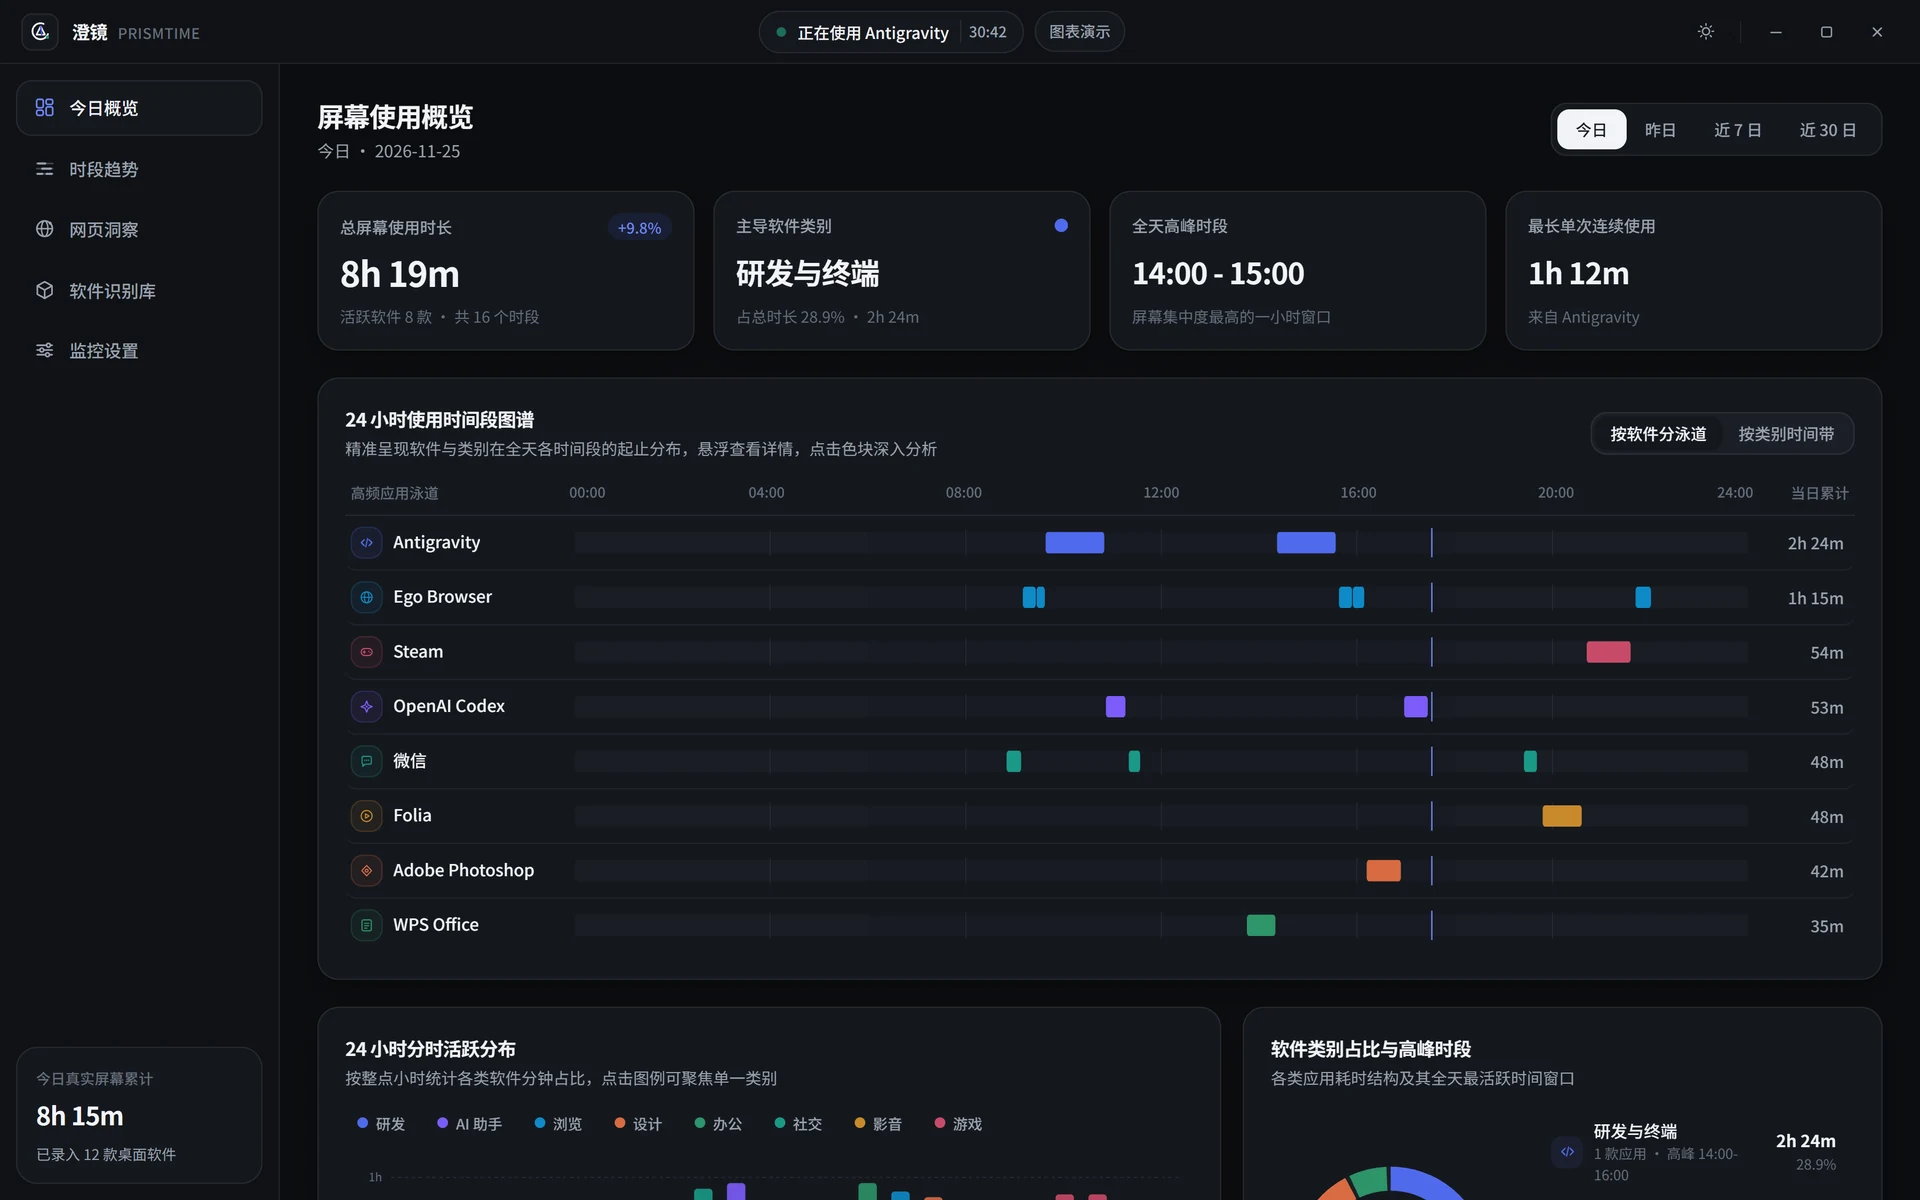 澄镜 PRISMTIME
正在使用 Antigravity 30:42
图表演示
今日概览
时段趋势
网页洞察
软件识别库
监控设置
今日真实屏幕累计
8h 15m
已录入 12 款桌面软件
屏幕使用概览
今日 • 2026-11-25
今日 昨日 近 7 日 近 30 日
总屏幕使用时长 +9.8%
8h 19m
活跃软件 8 款 • 共 16 个时段
主导软件类别
研发与终端
占总时长 28.9% • 2h 24m
全天高峰时段
14:00 - 15:00
屏幕集中度最高的一小时窗口
最长单次连续使用
1h 12m
来自 Antigravity
24 小时使用时间段图谱
精准呈现软件与类别在全天各时间段的起止分布，悬浮查看详情，点击色块深入分析
按软件分泳道 按类别时间带
高频应用泳道 00:00 04:00 08:00 12:00 16:00 20:00 24:00 当日累计
Antigravity 2h 24m
Ego Browser 1h 15m
Steam 54m
OpenAI Codex 53m
微信 48m
Folia 48m
Adobe Photoshop 42m
WPS Office 35m
24 小时分时活跃分布
按整点小时统计各类软件分钟占比，点击图例可聚焦单一类别
研发 AI 助手 浏览 设计 办公 社交 影音 游戏
1h
软件类别占比与高峰时段
各类应用耗时结构及其全天最活跃时间窗口
研发与终端
1 款应用 • 高峰 14:00-
16:00
2h 24m
28.9%